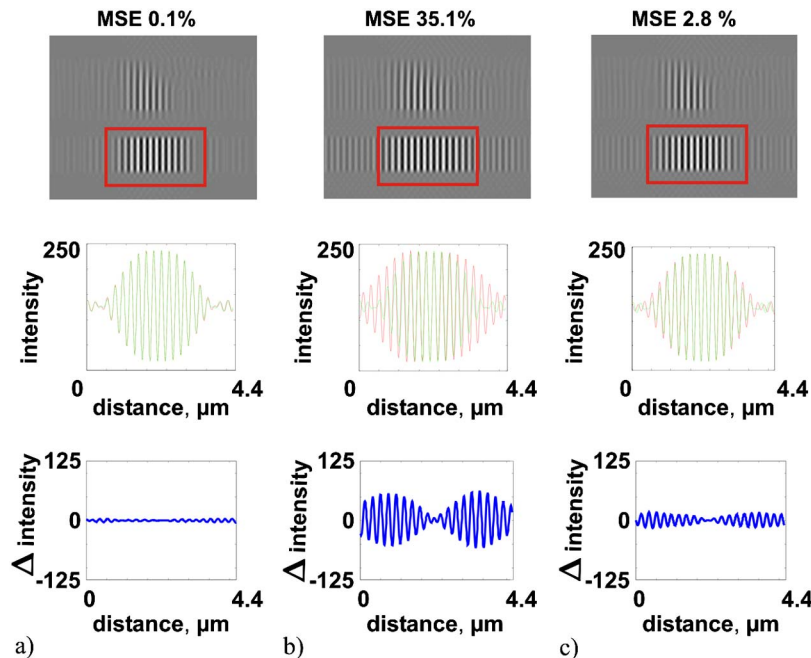 MSE 0.1% MSE 35.1% MSE 2.8 %
250 250 250
intensity intensity intensity
0 4.4 0 4.4 0 4.4
distance, µm distance, µm distance, µm
125 125 125
0 0 0
Δ intensity Δ intensity Δ intensity
-125 -125 -125
0 4.4 0 4.4 0 4.4
distance, µm distance, µm distance, µm
a) b) c)